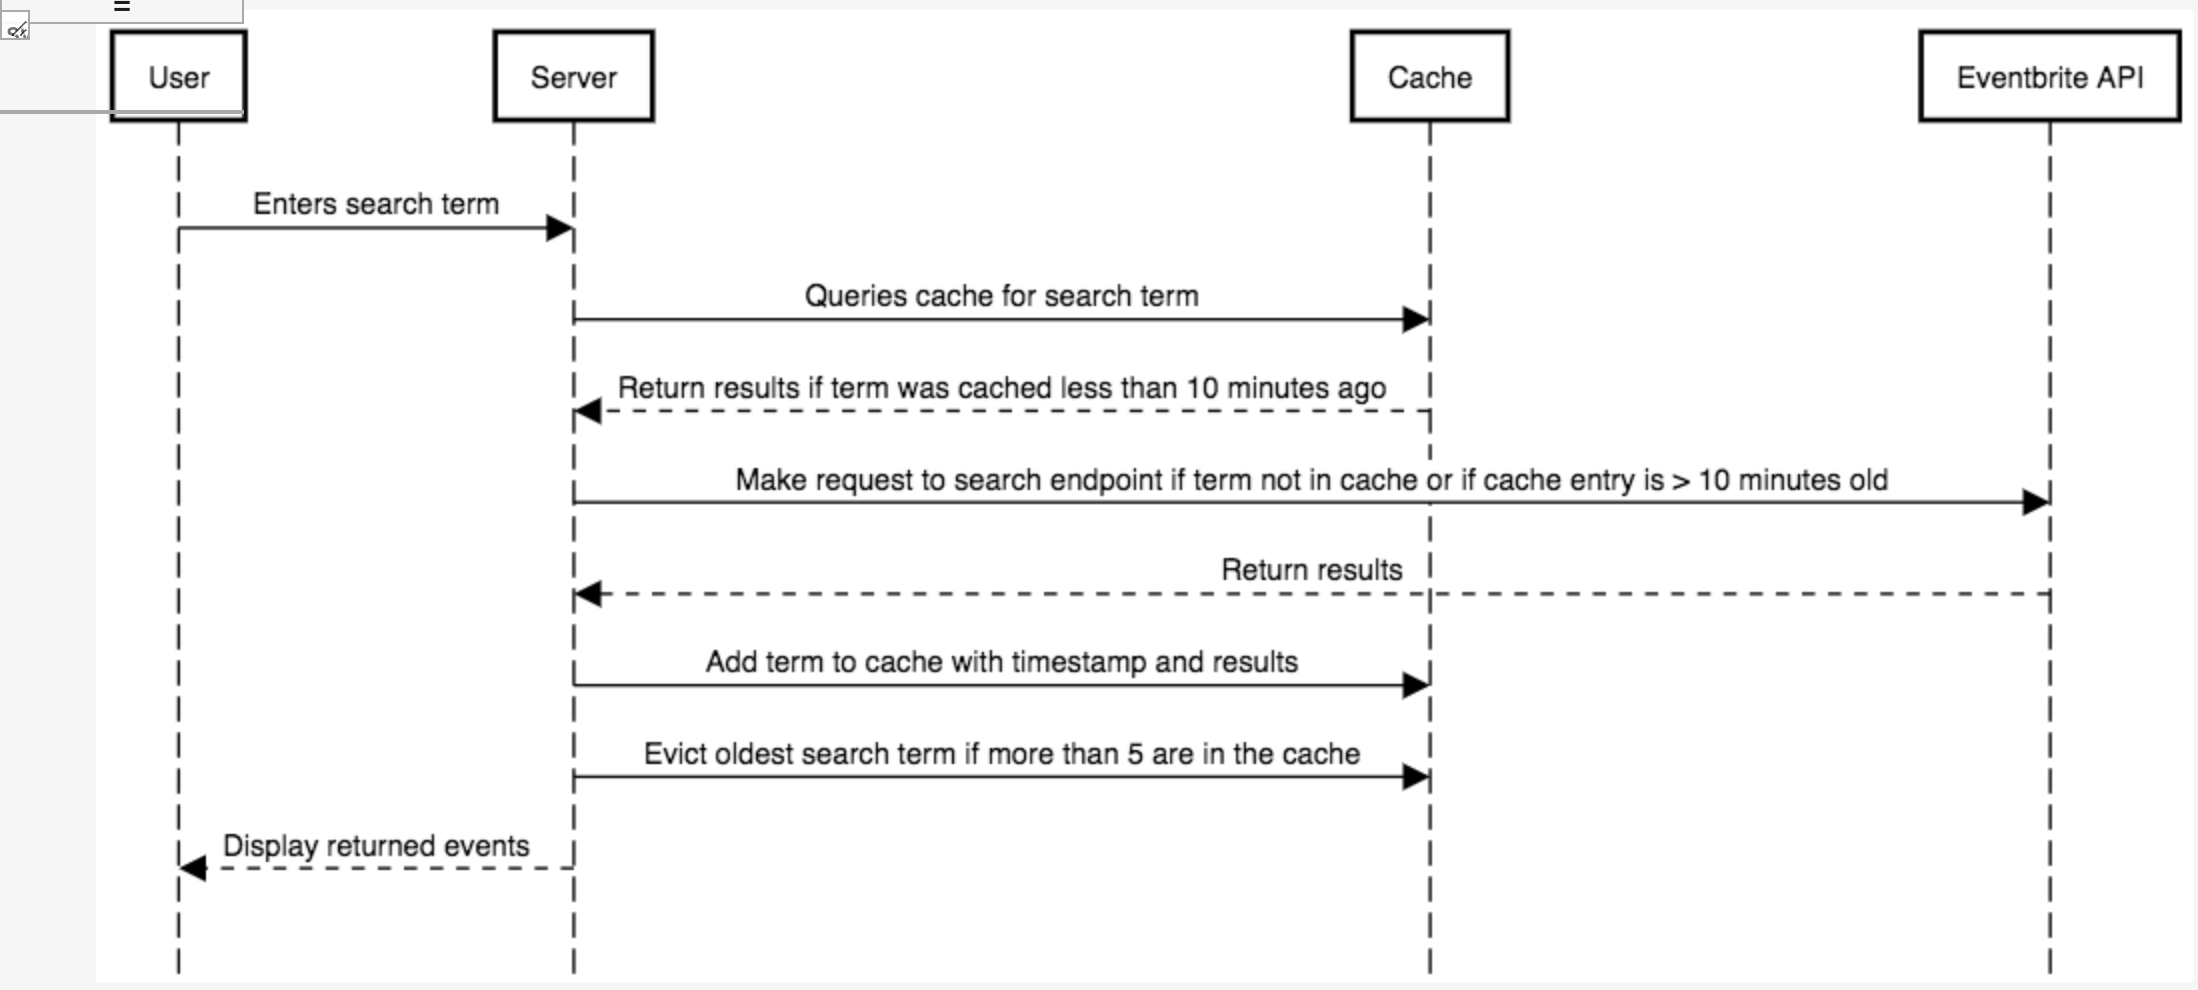 User
Server
Cache
Eventbrite API
Enters search term
Queries cache for search term
Return results if term was cached less than 10 minutes ago
Make request to search endpoint if term not in cache or if cache entry is > 10 minutes old
Return results
Add term to cache with timestamp and results
Evict oldest search term if more than 5 are in the cache
Display returned events